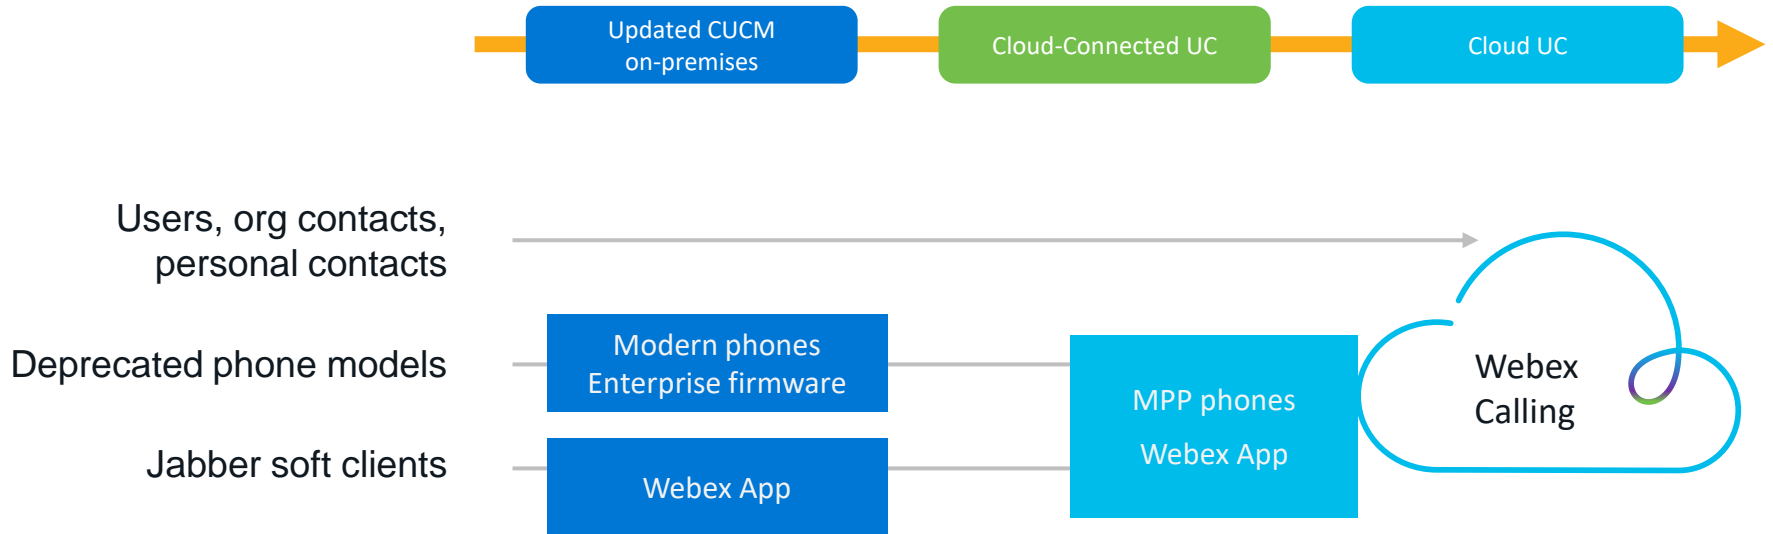 Updated CUCM
on-premises
Cloud-Connected UC
Cloud UC
Users, org contacts,
personal contacts
Deprecated phone models
Modern phones
Enterprise firmware
Jabber soft clients
Webex App
MPP phones
Webex App
Webex
Calling